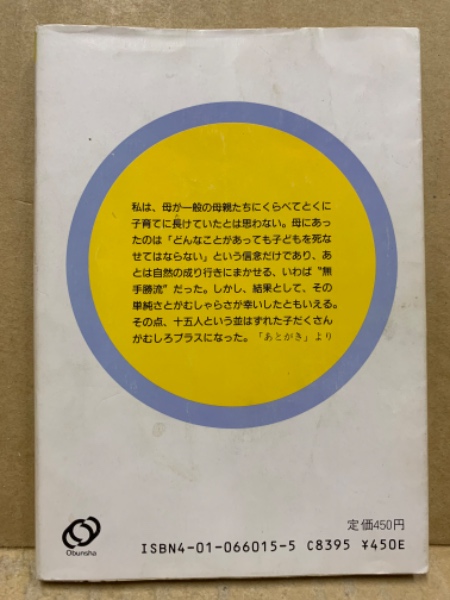 私は、母が一般の母親たちにくらべてとくに
子育てに長けていたとは思わない。母にあっ
たのは「どんなことがあっても子どもを死な
せてはならない」という信念だけであり、あ
とは自然の成り行きにまかせる、いわば〝無
手勝流〟だった。しかし、結果として、その
単純さとがむしゃらさが幸いしたともいえる。
その点、十五人という並はずれた子だくさん
がむしろプラスになった。「あとがき」より
定価450円
Obunsha
ISBN4-01-066015-5 C8395 ¥450E